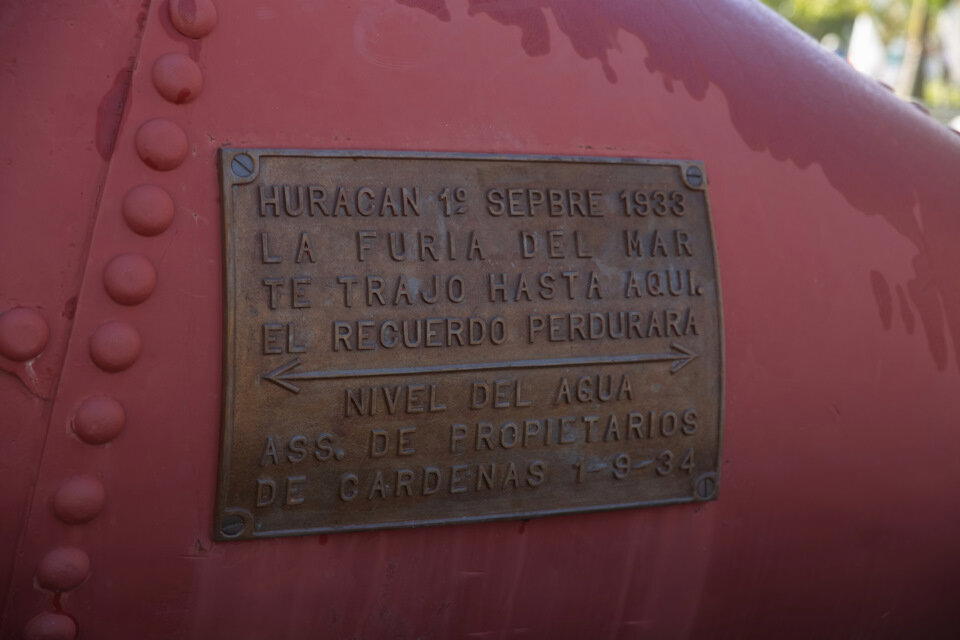 HURACAN 1º SEPBRE 1933
LA FURIA DEL MAR
TE TRAJO HASTA AQUI.
EL RECUERDO PERDURARA
NIVEL DEL AGUA
ASS. DE PROPIETARIOS
DE CARDENAS 1-9-34